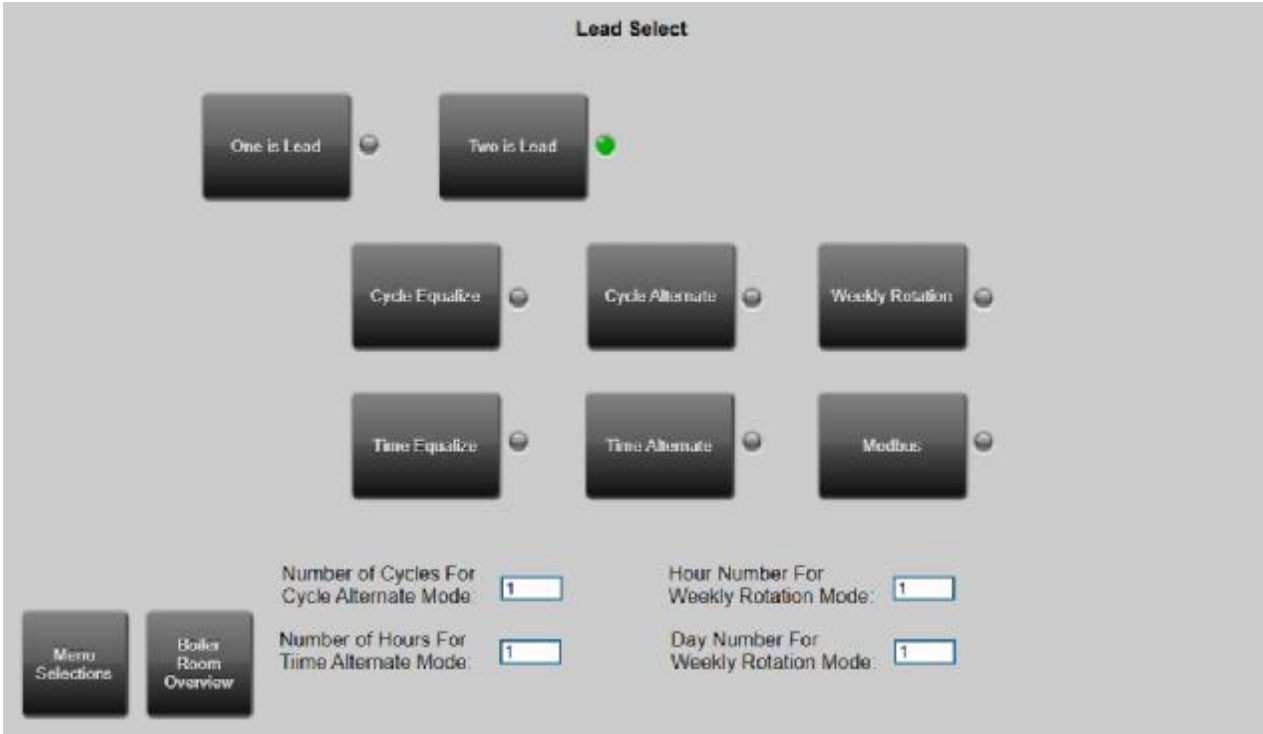 Lead Select
One is Lead
Two is Lead
Cycle Equalize
Cycle Alternate
Weekly Rotation
Time Equalize
Time Alternate
Modbus
Number of Cycles For
Cycle Alternate Mode:
1
Hour Number For
Weekly Rotation Mode:
1
Number of Hours For
Tiime Alternate Mode:
1
Day Number For
Weekly Rotation Mode:
1
Menu
Selections
Boiler
Room
Overview